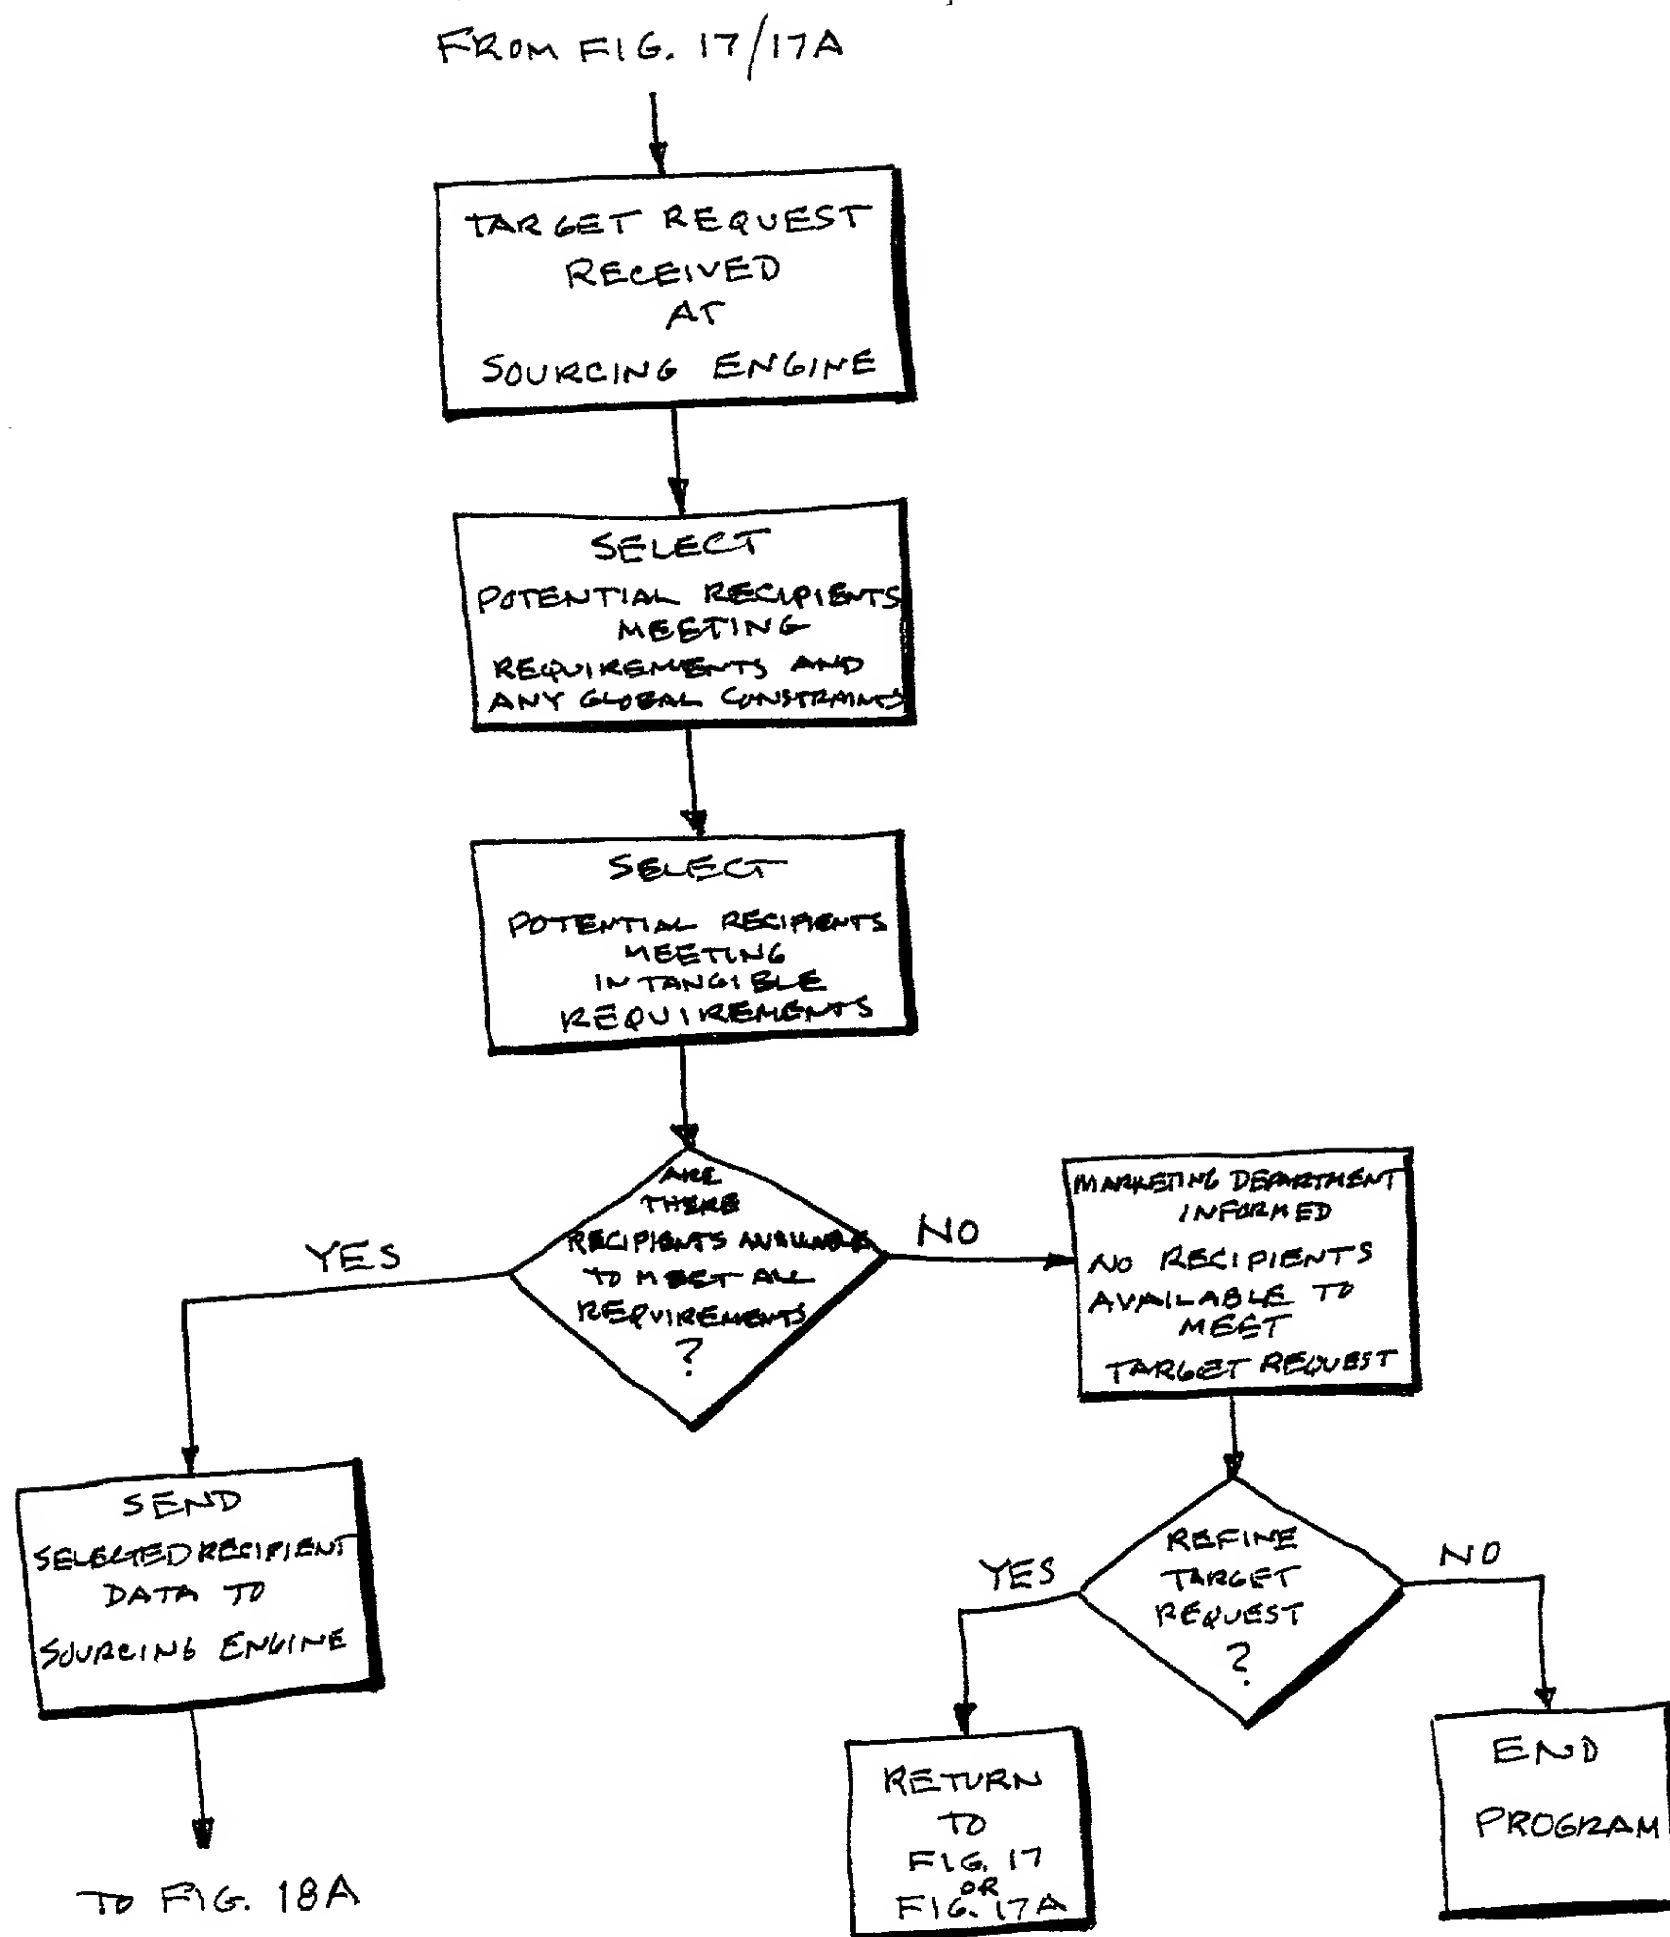 FROM FIG. 17/17A
TARGET REQUEST
RECEIVED
AT
SOURCING ENGINE
SELECT
POTENTIAL RECIPIENTS
MEETING
REQUIREMENTS AND
ANY GLOBAL CONSTRAINTS
SELECT
POTENTIAL RECIPIENTS
MEETING
INTANGIBLE
REQUIREMENTS
ARE
THERE
RECIPIENTS AVAILABLE
TO MEET ALL
REQUIREMENTS
?
YES
NO
MARKETING DEPARTMENT
INFORMED
NO RECIPIENTS
AVAILABLE TO
MEET
TARGET REQUEST
SEND
SELECTED RECIPIENT
DATA TO
SOURCING ENGINE
TO FIG. 18A
REFINE
TARGET
REQUEST
?
YES
NO
RETURN
TO
FIG. 17
OR
FIG. 17A
END
PROGRAM